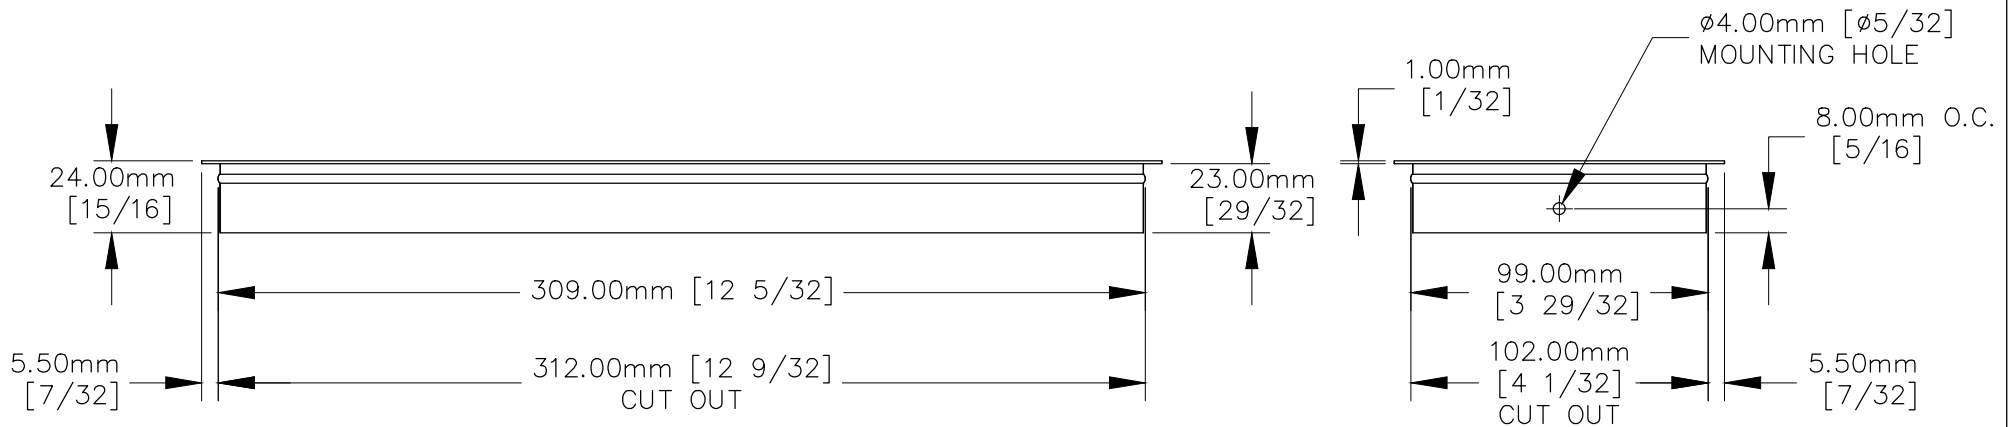 24.00mm
[15/16]
309.00mm [12 5/32]
312.00mm [12 9/32]
CUT OUT
5.50mm
[7/32]
23.00mm
[29/32]
1.00mm
[1/32]
ø4.00mm [ø5/32]
MOUNTING HOLE
8.00mm O.C.
[5/16]
99.00mm
[3 29/32]
102.00mm
[4 1/32]
CUT OUT
5.50mm
[7/32]